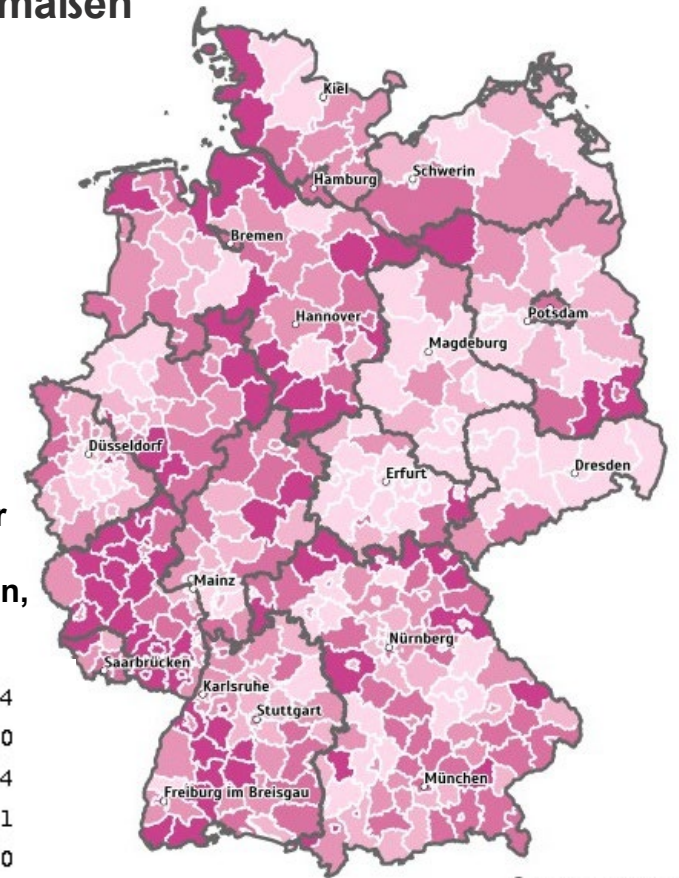 maßen
Kiel
Hamburg
Schwerin
Bremen
Hannover
Potsdam
Magdeburg
Düsseldorf
Erfurt
Dresden
r
n,
Mainz
Nürnberg
Saarbrücken
Karlsruhe
4
Stuttgart
0
4
München
Freiburg im Breisgau
1
0